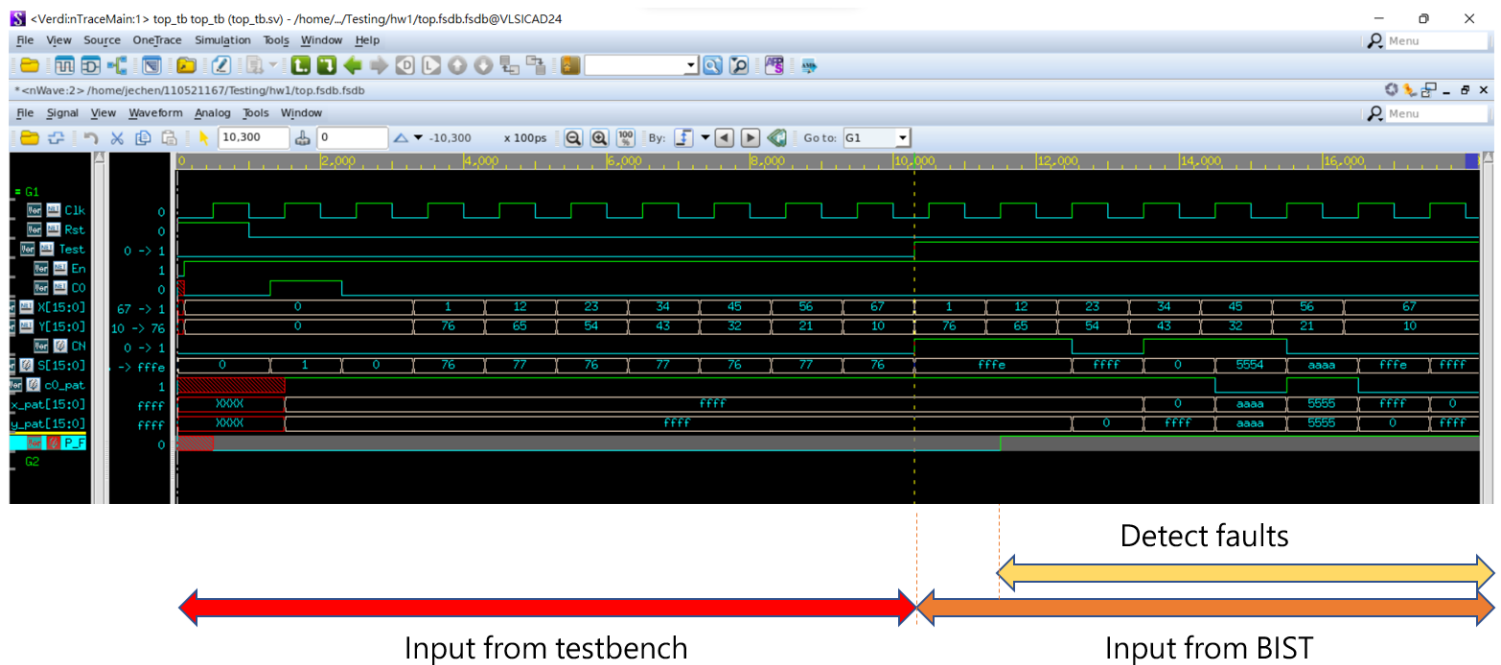 <Verdi:nTraceMain:1> top_tb top_tb (top_tb.sv) - /home/.../Testing/hw1/top.fsdb.fsdb@VLSICAD24
File View Source OneTrace Simulation Tools Window Help
Menu
*<nWave:2> /home/jechen/110521167/Testing/hw1/top.fsdb.fsdb
File Signal View Waveform Analog Tools Window
Menu
10,300 0 -10,300 x 100ps 100% By: Go to: G1
0 2,000 4,000 6,000 8,000 10,000 12,000 14,000 16,000
G1
Clk 0
Rst 0
Test 0 -> 1
En 1
C0 0
X[15:0] 67 -> 1 0 1 12 23 34 45 56 67 1 12 23 34 45 56 67
Y[15:0] 10 -> 76 0 76 65 54 43 32 21 10 76 65 54 43 32 21 10
CN 0 -> 1
S[15:0] -> fffe 0 1 0 76 77 76 77 76 77 76 fffe ffff 0 5554 aaaa fffe ffff
c0_pat 1
x_pat[15:0] ffff XXXX ffff 0 aaaa 5555 ffff 0
y_pat[15:0] ffff XXXX ffff 0 ffff aaaa 5555 0 ffff
P_F 0
G2
Detect faults
Input from testbench Input from BIST